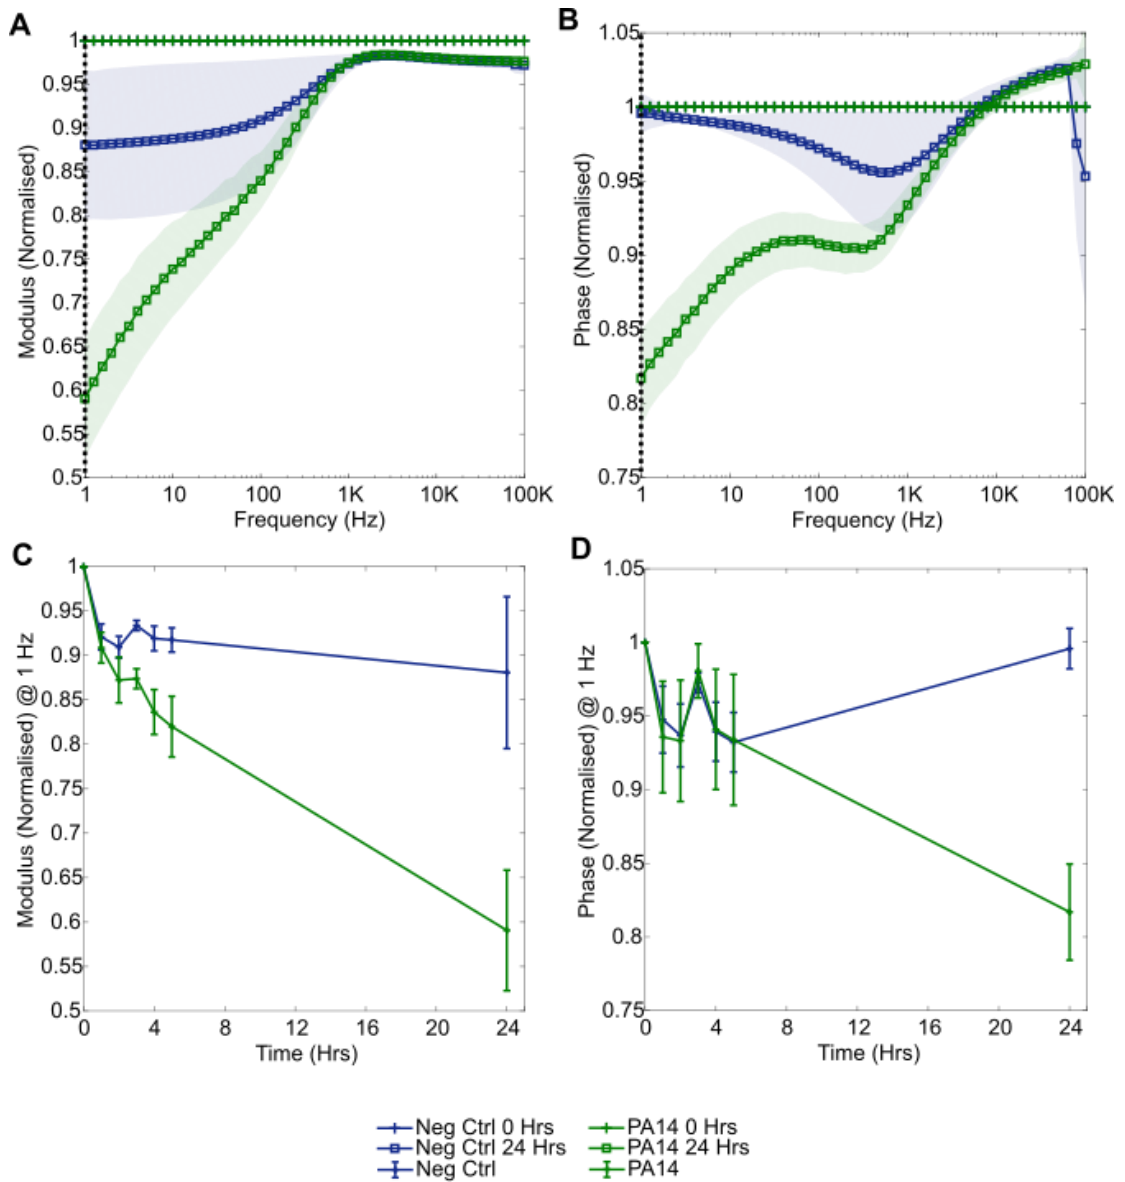 A
1
0.95
0.9
0.85
0.8
0.75
0.7
0.65
0.6
0.55
0.5
Modulus (Normalised)
1 10 100 1K 10K 100K
Frequency (Hz)
B
1.05
1
0.95
0.9
0.85
0.8
0.75
Phase (Normalised)
1 10 100 1K 10K 100K
Frequency (Hz)
C
1
0.95
0.9
0.85
0.8
0.75
0.7
0.65
0.6
0.55
0.5
Modulus (Normalised) @ 1 Hz
0 4 8 12 16 20 24
Time (Hrs)
D
1.05
1
0.95
0.9
0.85
0.8
0.75
Phase (Normalised) @ 1 Hz
0 4 8 12 16 20 24
Time (Hrs)
Neg Ctrl 0 Hrs
Neg Ctrl 24 Hrs
Neg Ctrl
PA14 0 Hrs
PA14 24 Hrs
PA14